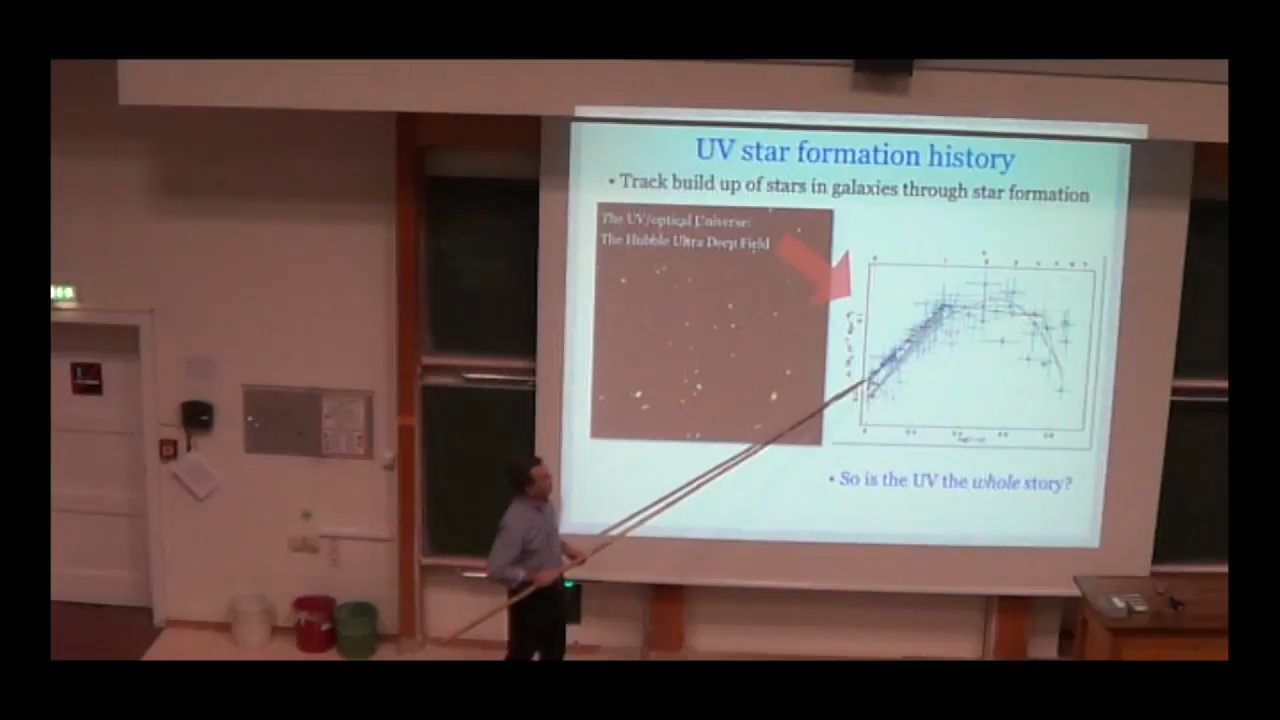 UV star formation history
• Track build up of stars in galaxies through star formation
The UV/optical Universe:
The Hubble Ultra Deep Field
• So is the UV the whole story?